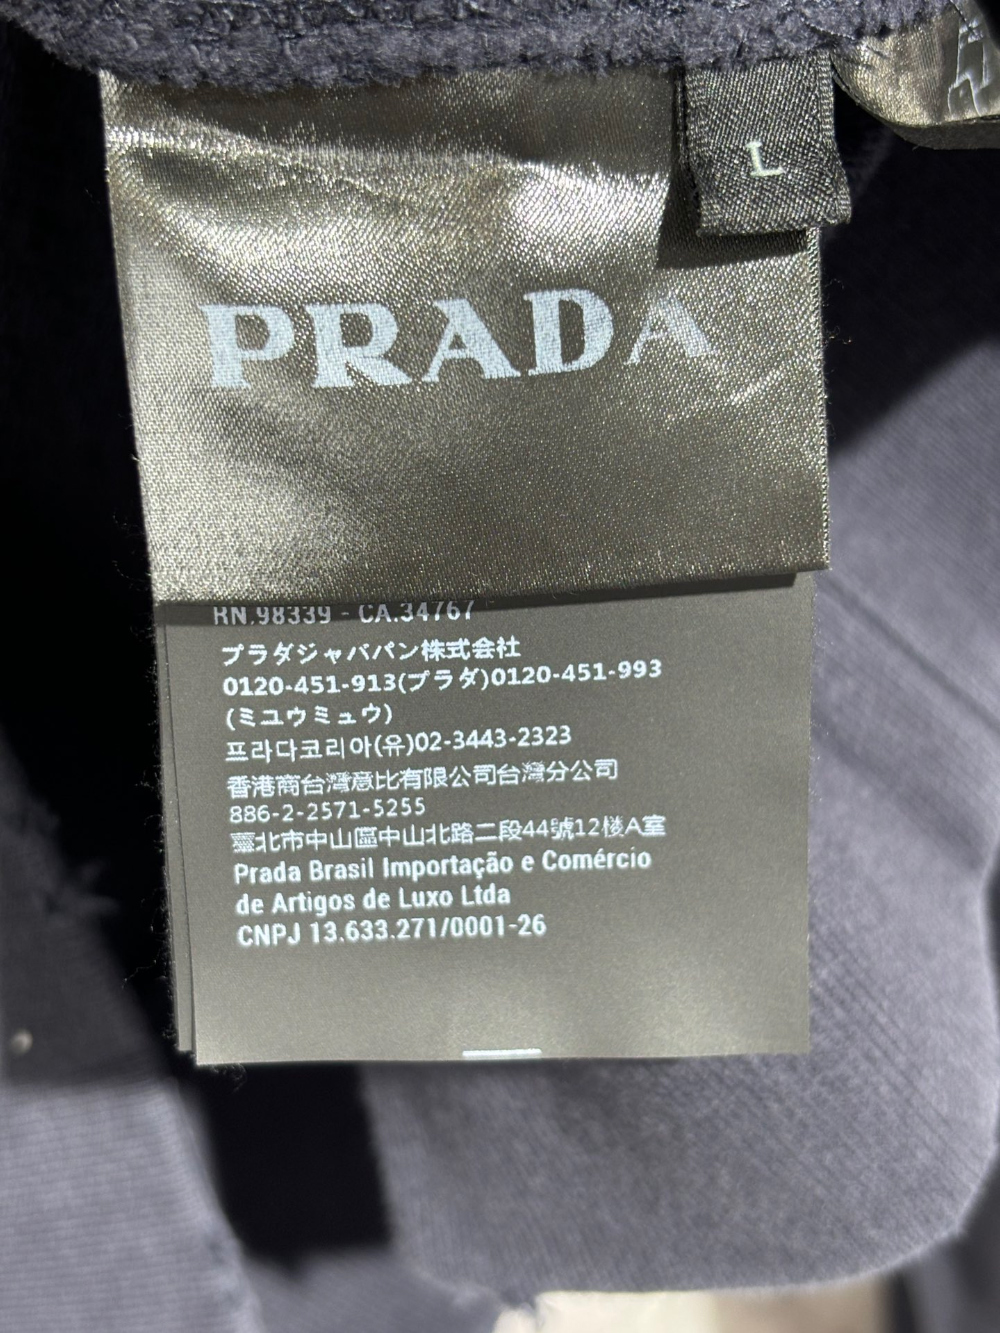 L
PRADA
RN.98339 - CA.34767
プラダジャパン株式会社
0120-451-913(プラダ)0120-451-993
(ミュウミュウ)
프라다코리아(유)02-3443-2323
香港商台灣意比有限公司台灣分公司
886-2-2571-5255
臺北市中山區中山北路二段44號12樓A室
Prada Brasil Importação e Comércio
de Artigos de Luxo Ltda
CNPJ 13.633.271/0001-26